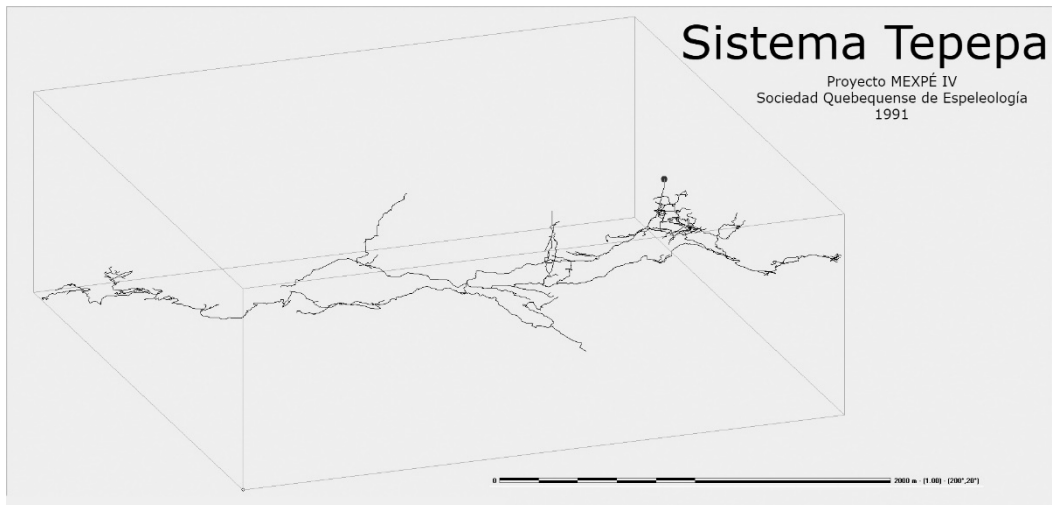 Sistema Tepepa
Proyecto MEXPÉ IV
Sociedad Quebequense de Espeleología
1991
0 2000 m - (1.00) - (200°,20°)